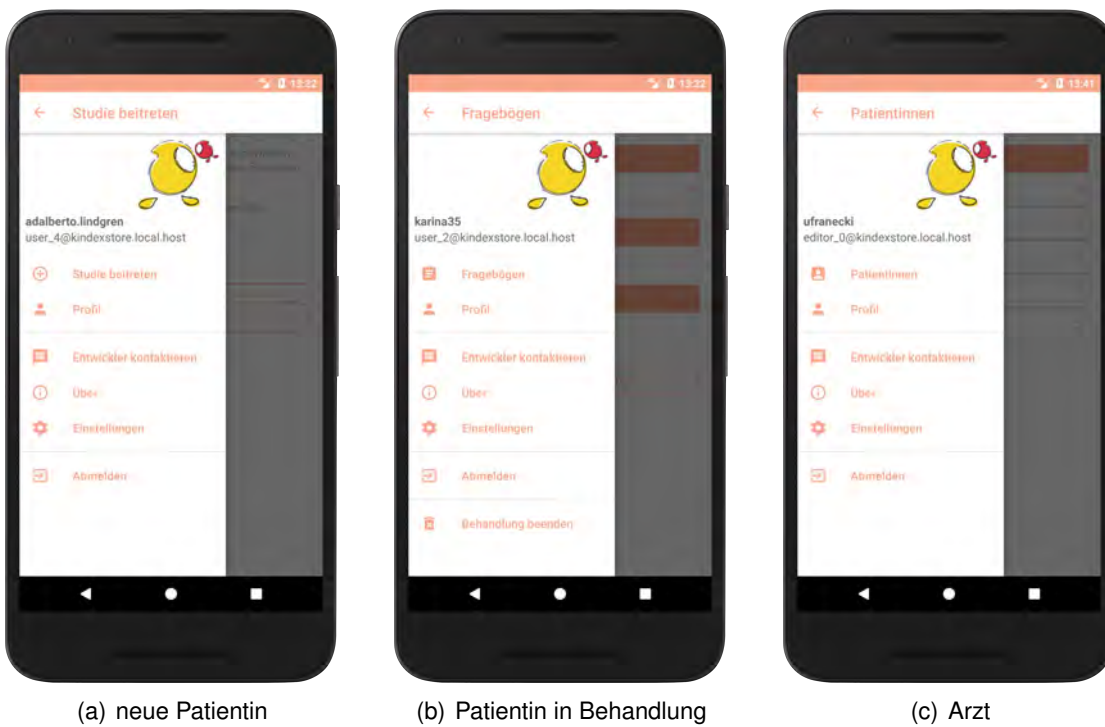 13:22
Studie beitreten
adalberto.lindgren
user_4@kindexstore.local.host
Studie beitreten
Profil
Entwickler kontaktieren
Über
Einstellungen
Abmelden
(a) neue Patientin
13:22
Fragebögen
karina35
user_2@kindexstore.local.host
Fragebögen
Profil
Entwickler kontaktieren
Über
Einstellungen
Abmelden
Behandlung beenden
(b) Patientin in Behandlung
13:41
Patientinnen
ufranecki
editor_0@kindexstore.local.host
Patientinnen
Profil
Entwickler kontaktieren
Über
Einstellungen
Abmelden
(c) Arzt